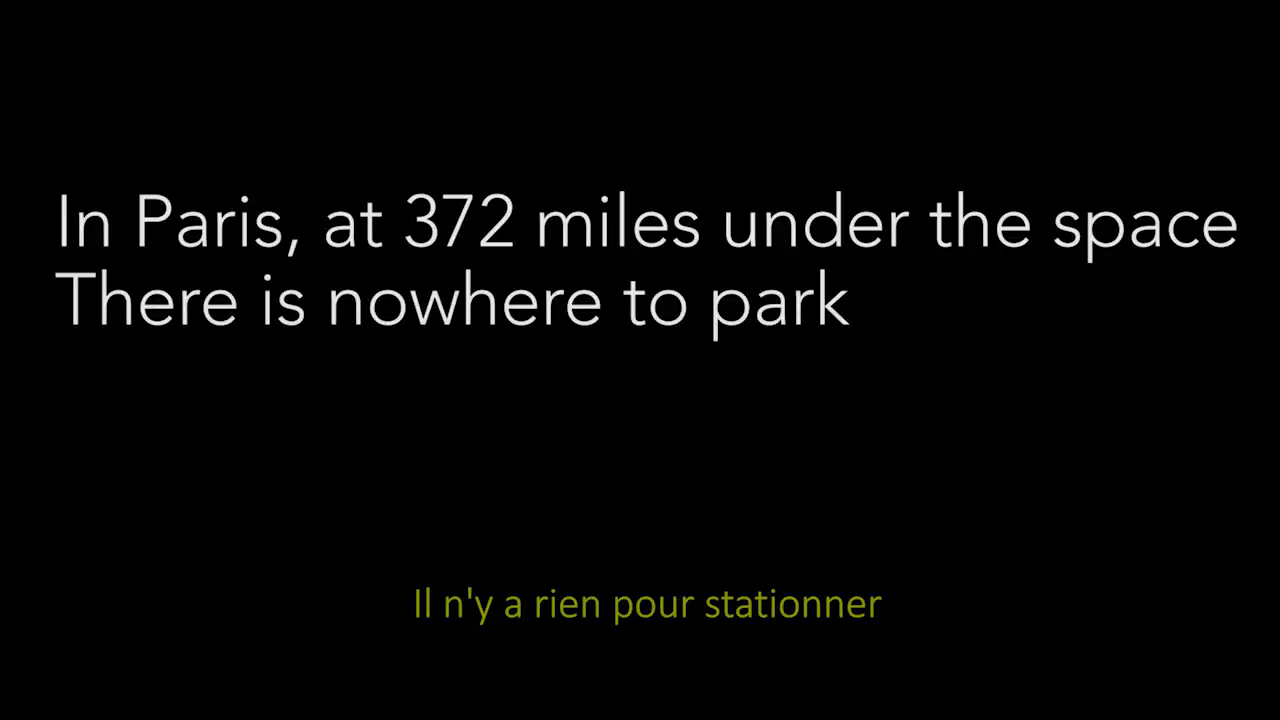 In Paris, at 372 miles under the space
There is nowhere to park
Il n'y a rien pour stationner